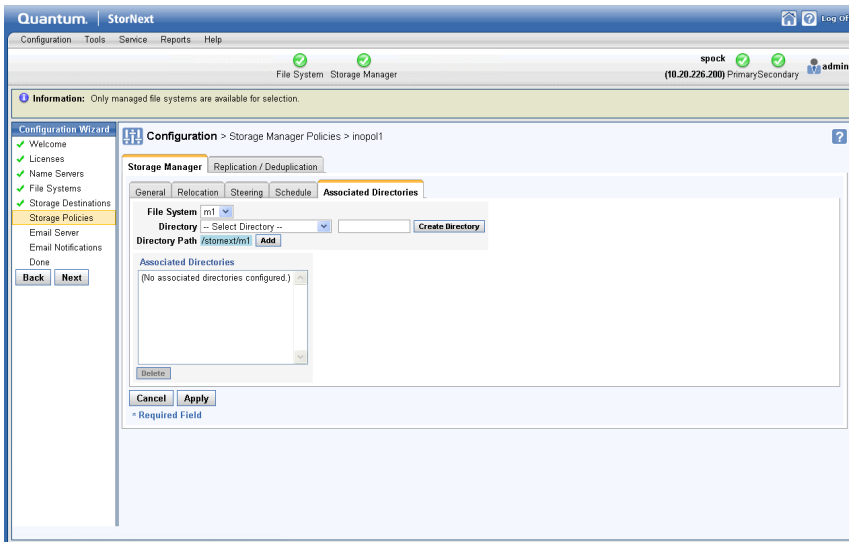 Quantum. StorNext
Log Of
Configuration Tools Service Reports Help
File System Storage Manager
spock
(10.20.226.200) Primary Secondary
admin
Information: Only managed file systems are available for selection.
Configuration Wizard
Welcome
Licenses
Name Servers
File Systems
Storage Destinations
Storage Policies
Email Server
Email Notifications
Done
Back Next
Configuration > Storage Manager Policies > inopol1
?
Storage Manager Replication / Deduplication
General Relocation Steering Schedule Associated Directories
File System m1
Directory -- Select Directory -- Create Directory
Directory Path /stornext/m1 Add
Associated Directories
(No associated directories configured.)
Delete
Cancel Apply
* Required Field